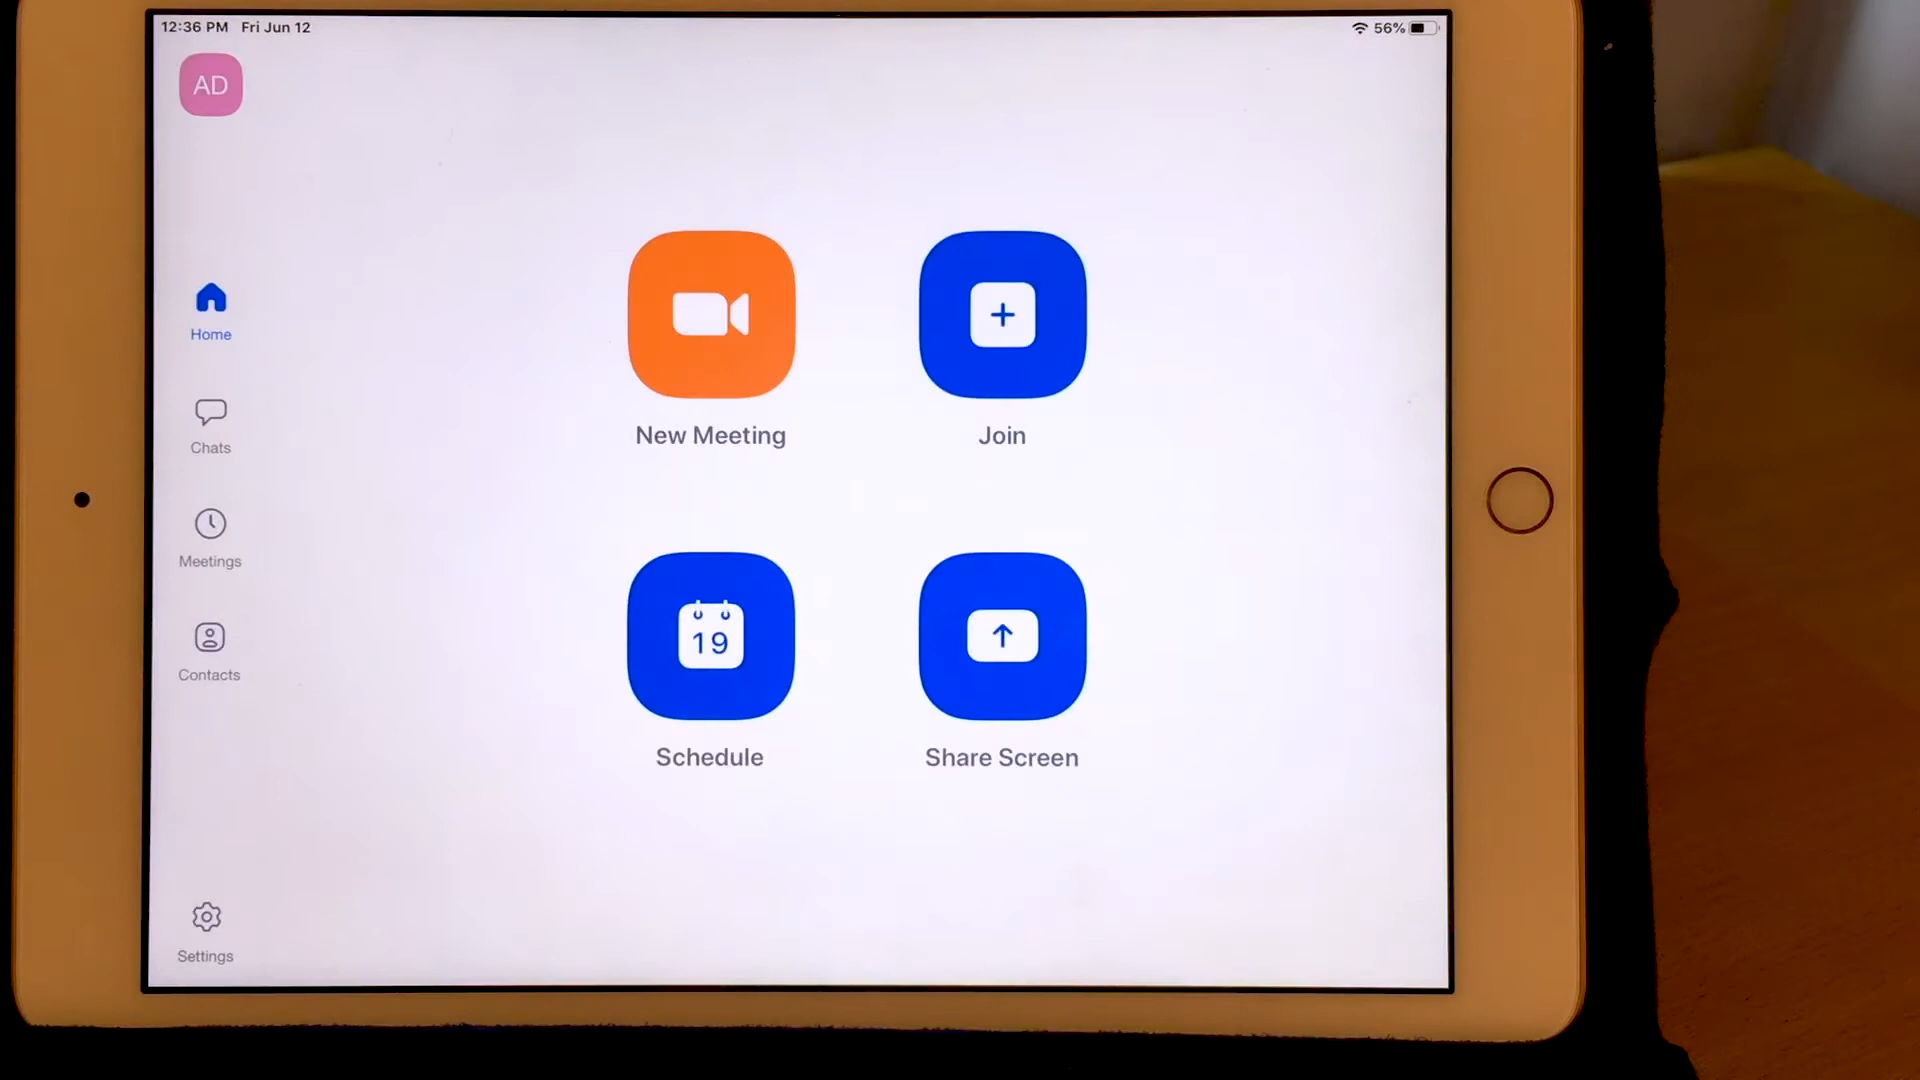 12:36 PM Fri Jun 12
56%
AD
Home
Chats
Meetings
Contacts
Settings
New Meeting
Join
19
Schedule
Share Screen